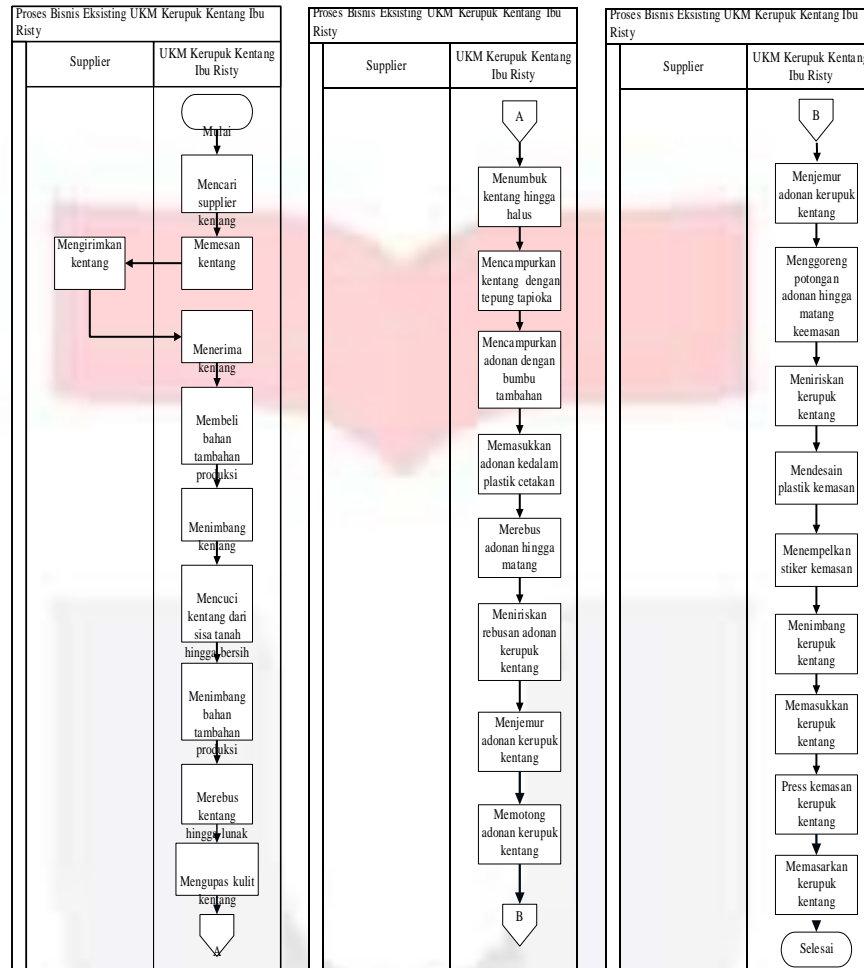 Proses Bisnis Eksisting UKM Kerupuk Kentang Ibu
Risty
Supplier
UKM Kerupuk Kentang
Ibu Risty
Mulai
Mencari
supplier
kentang
Mengirimkan
kentang
Memesan
kentang
Menerima
kentang
Membeli
bahan
tambahan
produksi
Menimbang
kentang
Mencuci
kentang dari
sisa tanah
hingga bersih
Menimbang
bahan
tambahan
produksi
Merebus
kentang
hingga lunak
Mengupas kulit
kentang
A
Proses Bisnis Eksisting UKM Kerupuk Kentang Ibu
Risty
Supplier
UKM Kerupuk Kentang
Ibu Risty
A
Menumbuk
kentang hingga
halus
Mencampurkan
kentang dengan
tepung tapioka
Mencampurkan
adonan dengan
bumbu
tambahan
Memasukkan
adonan kedalam
plastik cetakan
Merebus
adonan hingga
matang
Meniriskan
rebusan adonan
kerupuk
kentang
Menjemur
adonan kerupuk
kentang
Memotong
adonan kerupuk
kentang
B
Proses Bisnis Eksisting UKM Kerupuk Kentang Ibu
Risty
Supplier
UKM Kerupuk Kentang
Ibu Risty
B
Menjemur
adonan kerupuk
kentang
Menggoreng
potongan
adonan hingga
matang
keemasan
Meniriskan
kerupuk
kentang
Mendesain
plastik kemasan
Menempelkan
stiker kemasan
Menimbang
kerupuk
kentang
Memasukkan
kerupuk
kentang
Press kemasan
kerupuk
kentang
Memasarkan
kerupuk
kentang
Selesai